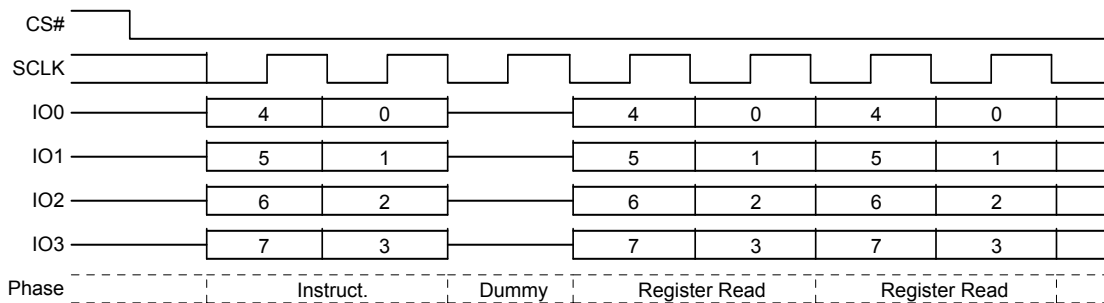 CS#
SCLK
IO0 4 0 4 0 4 0
IO1 5 1 5 1 5 1
IO2 6 2 6 2 6 2
IO3 7 3 7 3 7 3
Phase Instruct. Dummy Register Read Register Read